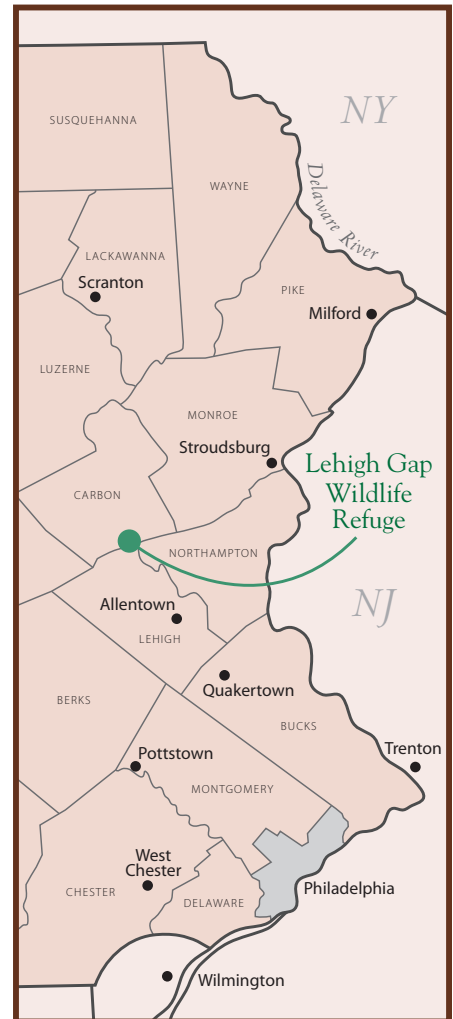 NY
SUSQUEHANNA
WAYNE
Delaware River
LACKAWANNA
Scranton
PIKE
Milford
LUZERNE
MONROE
Stroudsburg
Lehigh Gap
Wildlife
Refuge
CARBON
NORTHAMPTON
NJ
Allentown
LEHIGH
Quakertown
BERKS
BUCKS
Trenton
Pottstown
MONTGOMERY
West
Chester
CHESTER
DELAWARE
Philadelphia
Wilmington